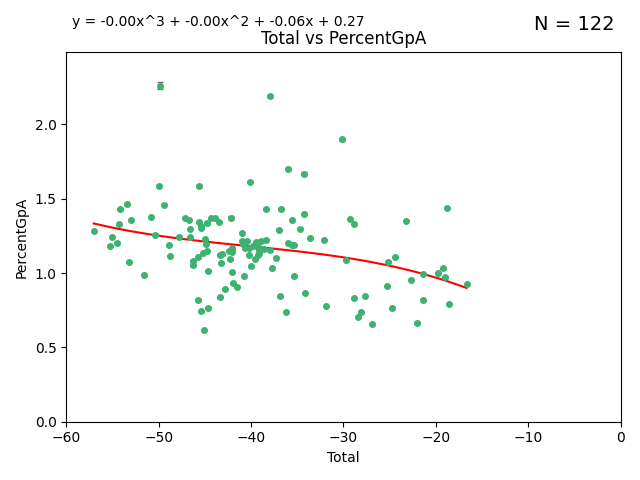 y = -0.00x^3 + -0.00x^2 + -0.06x + 0.27
N = 122
Total vs PercentGpA
PercentGpA
2.0
1.5
1.0
0.5
0.0
−60
−50
−40
−30
−20
−10
0
Total